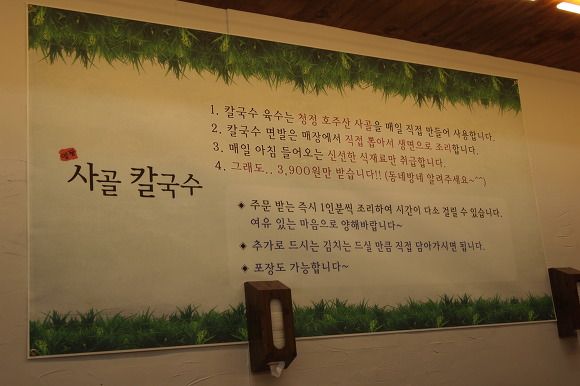 사골 칼국수
1. 칼국수 육수는 청정 호주산 사골을 매일 직접 만들어 사용합니다.
2. 칼국수 면발은 매장에서 직접 뽑아서 생면으로 조리합니다.
3. 매일 아침 들어오는 신선한 식재료만 취급합니다.
4. 그래도.. 3,900원만 받습니다!! (동네방네 알려주세요~^^)
◈ 주문 받는 즉시 1인분씩 조리하여 시간이 다소 걸릴 수 있습니다.
여유 있는 마음으로 양해바랍니다~
◈ 추가로 드시는 김치는 드실 만큼 직접 담아가시면 됩니다.
◈ 포장도 가능합니다~